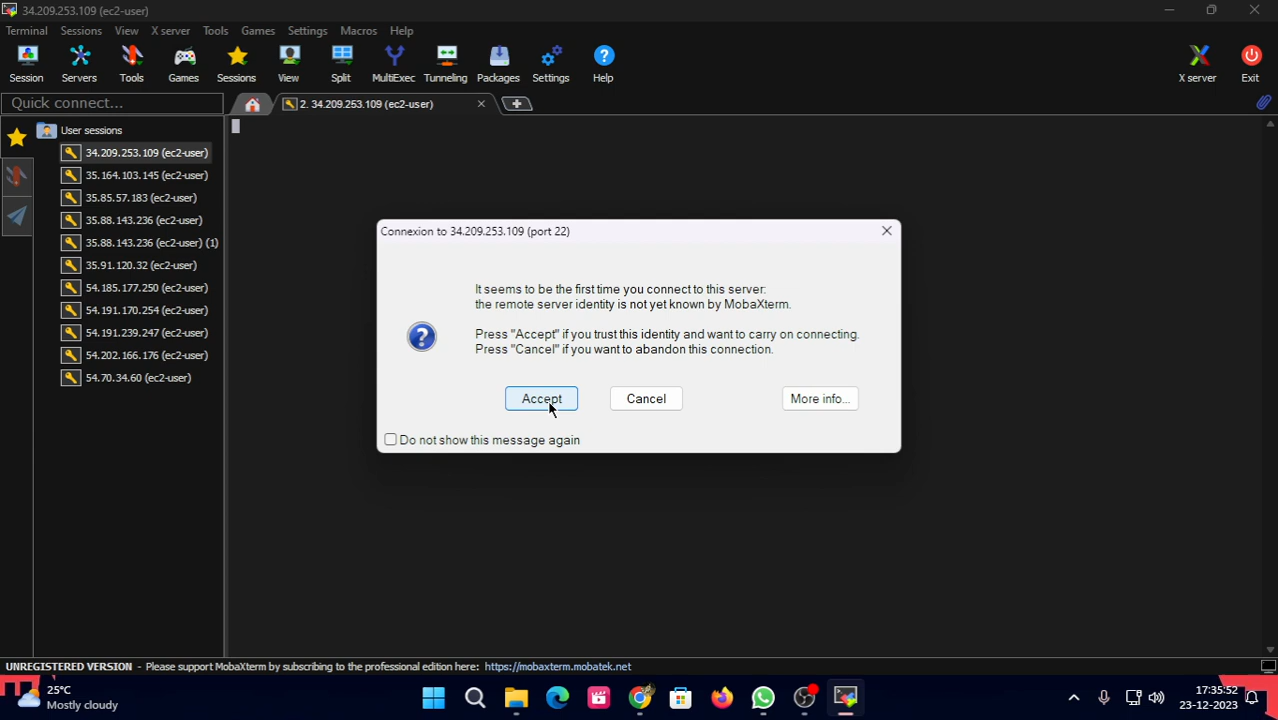 34.209.253.109 (ec2-user)
Terminal Sessions View X server Tools Games Settings Macros Help
Session Servers Tools Games Sessions View Split MultiExec Tunneling Packages Settings Help X server Exit
Quick connect...
2. 34.209.253.109 (ec2-user)
User sessions
34.209.253.109 (ec2-user)
35.164.103.145 (ec2-user)
35.85.57.183 (ec2-user)
35.88.143.236 (ec2-user)
35.88.143.236 (ec2-user) (1)
35.91.120.32 (ec2-user)
54.185.177.250 (ec2-user)
54.191.170.254 (ec2-user)
54.191.239.247 (ec2-user)
54.202.166.176 (ec2-user)
54.70.34.60 (ec2-user)
Connexion to 34.209.253.109 (port 22)
It seems to be the first time you connect to this server:
the remote server identity is not yet known by MobaXterm.
Press "Accept" if you trust this identity and want to carry on connecting.
Press "Cancel" if you want to abandon this connection.
Accept Cancel More info...
Do not show this message again
UNREGISTERED VERSION - Please support MobaXterm by subscribing to the professional edition here: https://mobaxterm.mobatek.net
25°C
Mostly cloudy
17:35:52
23-12-2023